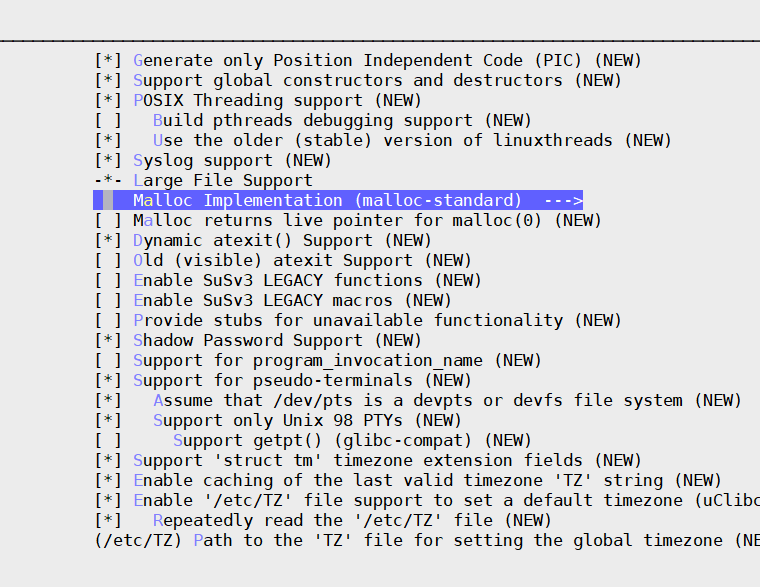 [*] Generate only Position Independent Code (PIC) (NEW)
[*] Support global constructors and destructors (NEW)
[*] POSIX Threading support (NEW)
[ ]   Build pthreads debugging support (NEW)
[*]   Use the older (stable) version of linuxthreads (NEW)
[*] Syslog support (NEW)
-*- Large File Support
    Malloc Implementation (malloc-standard)  --->
[ ] Malloc returns live pointer for malloc(0) (NEW)
[*] Dynamic atexit() Support (NEW)
[ ] Old (visible) atexit Support (NEW)
[ ] Enable SuSv3 LEGACY functions (NEW)
[ ] Enable SuSv3 LEGACY macros (NEW)
[ ] Provide stubs for unavailable functionality (NEW)
[*] Shadow Password Support (NEW)
[ ] Support for program_invocation_name (NEW)
[*] Support for pseudo-terminals (NEW)
[*]   Assume that /dev/pts is a devpts or devfs file system (NEW)
[*]   Support only Unix 98 PTYs (NEW)
[ ]     Support getpt() (glibc-compat) (NEW)
[*] Support 'struct tm' timezone extension fields (NEW)
[*] Enable caching of the last valid timezone 'TZ' string (NEW)
[*] Enable '/etc/TZ' file support to set a default timezone (uClibc
[*]   Repeatedly read the '/etc/TZ' file (NEW)
(/etc/TZ) Path to the 'TZ' file for setting the global timezone (NE